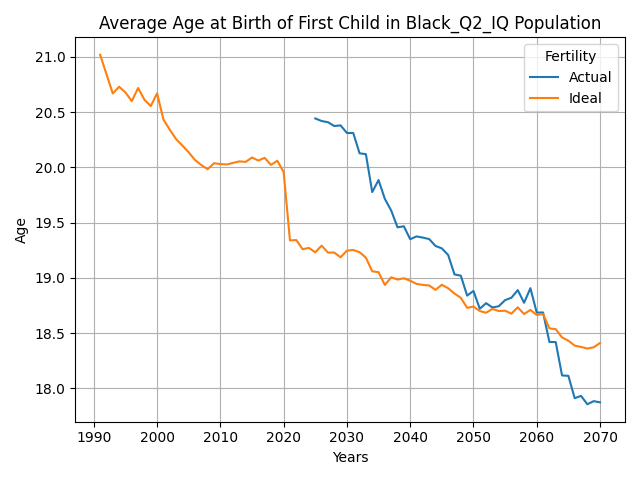 Average Age at Birth of First Child in Black_Q2_IQ Population
Fertility
Actual
Ideal
Age
21.0
20.5
20.0
19.5
19.0
18.5
18.0
1990 2000 2010 2020 2030 2040 2050 2060 2070
Years